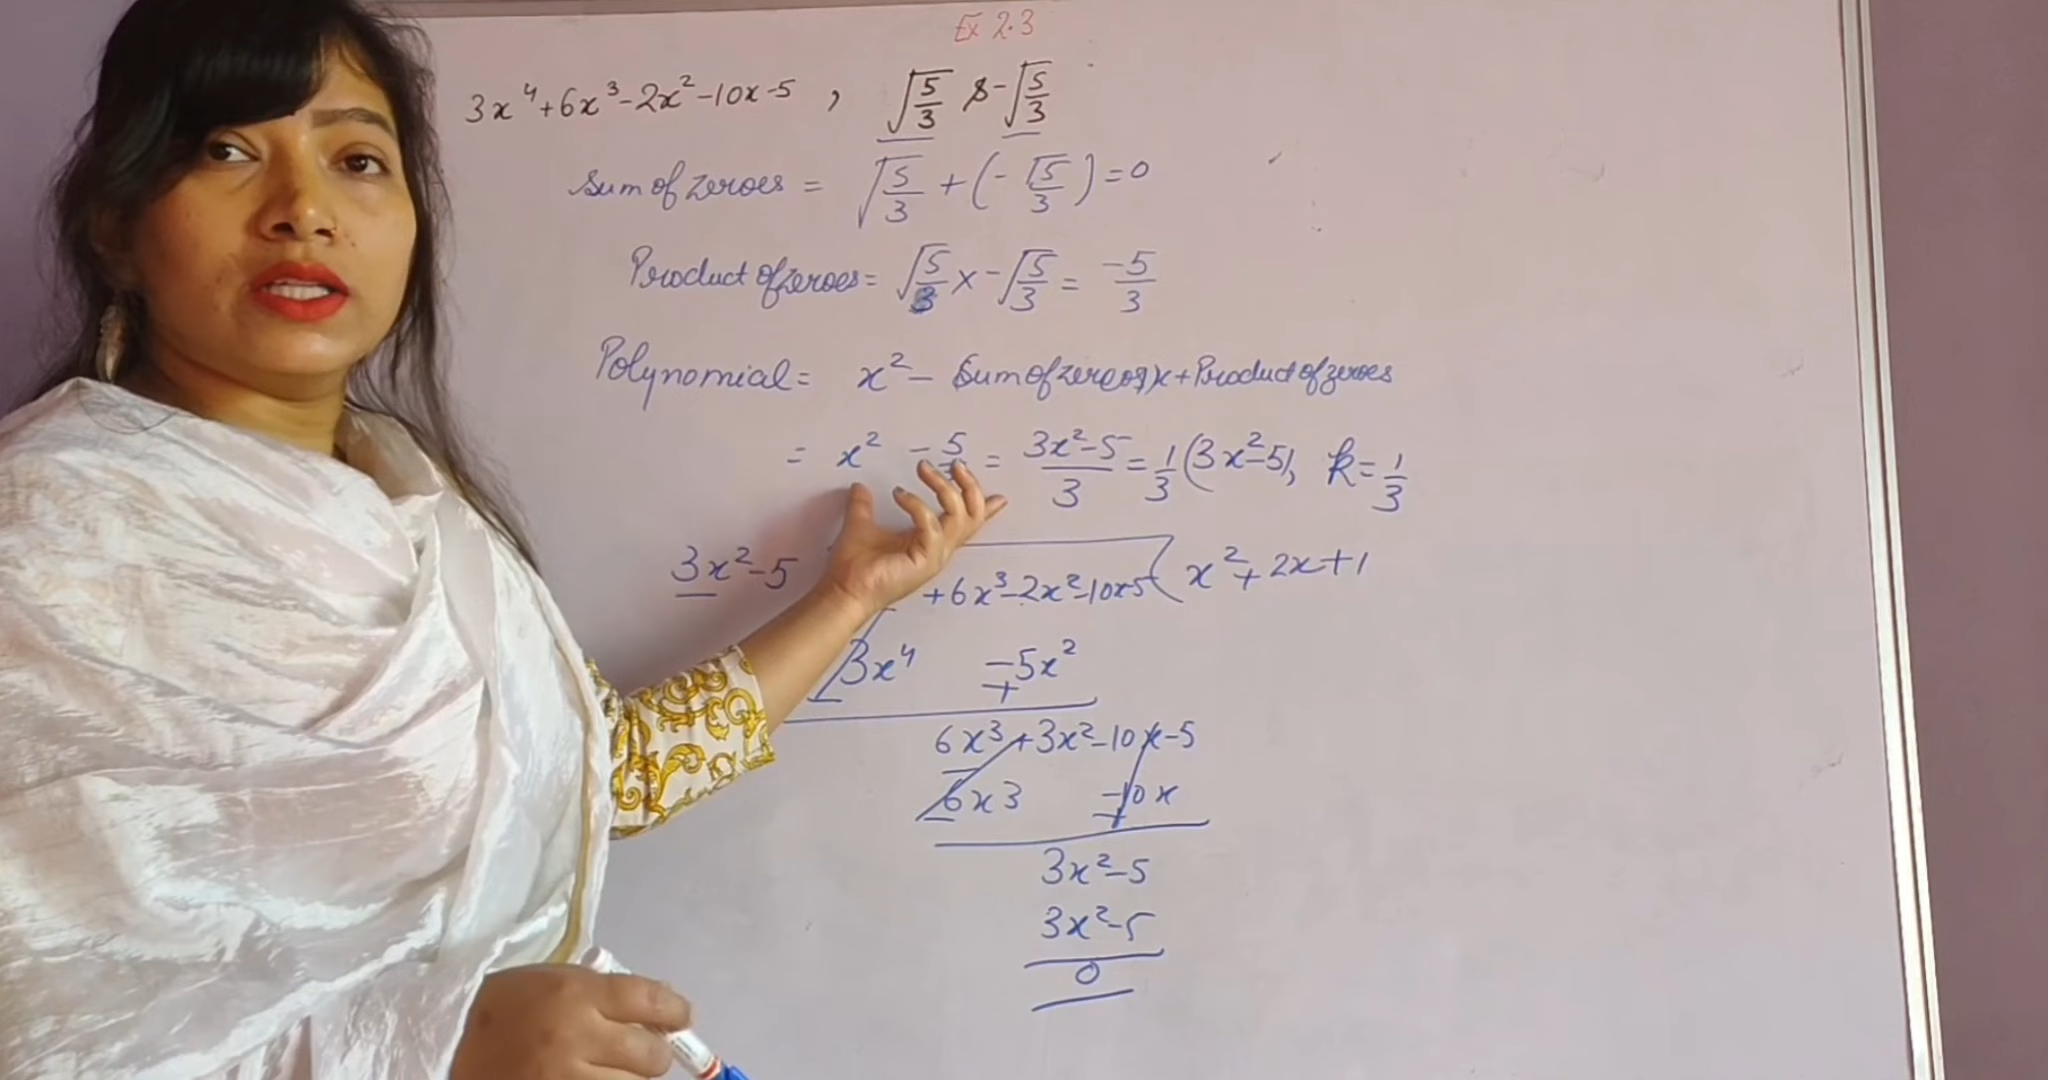 Ex 2.3
3x⁴+6x³-2x²-10x-5 , √5/3 & -√5/3
Sum of zeroes = √5/3 + (-√5/3) = 0
Product of zeroes = √5/3 x -√5/3 = -5/3
Polynomial = x² - (Sum of zeroes)x + Product of zeroes
= x² -5 = 3x²-5/3 = 1/3 (3x²-5), k = 1/3
3x²-5 +6x³-2x²-10x-5 ( x²+2x+1
3x⁴ -5x²
+
6x³+3x²-10x-5
6x3 -10x
+
3x²-5
3x²-5
0